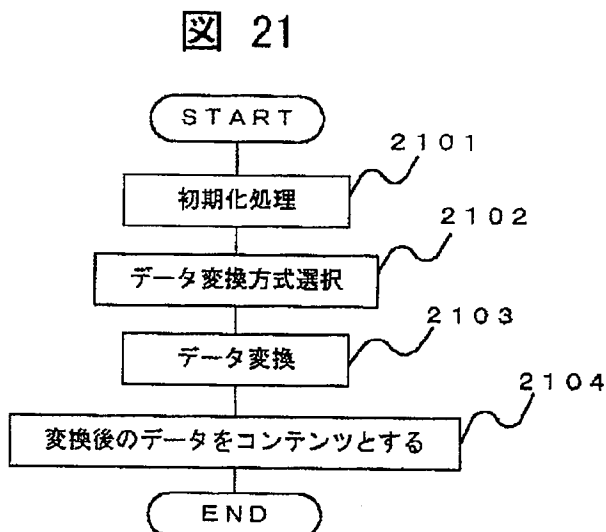 図 21
START
2101
初期化処理
2102
データ変換方式選択
2103
データ変換
2104
変換後のデータをコンテンツとする
END